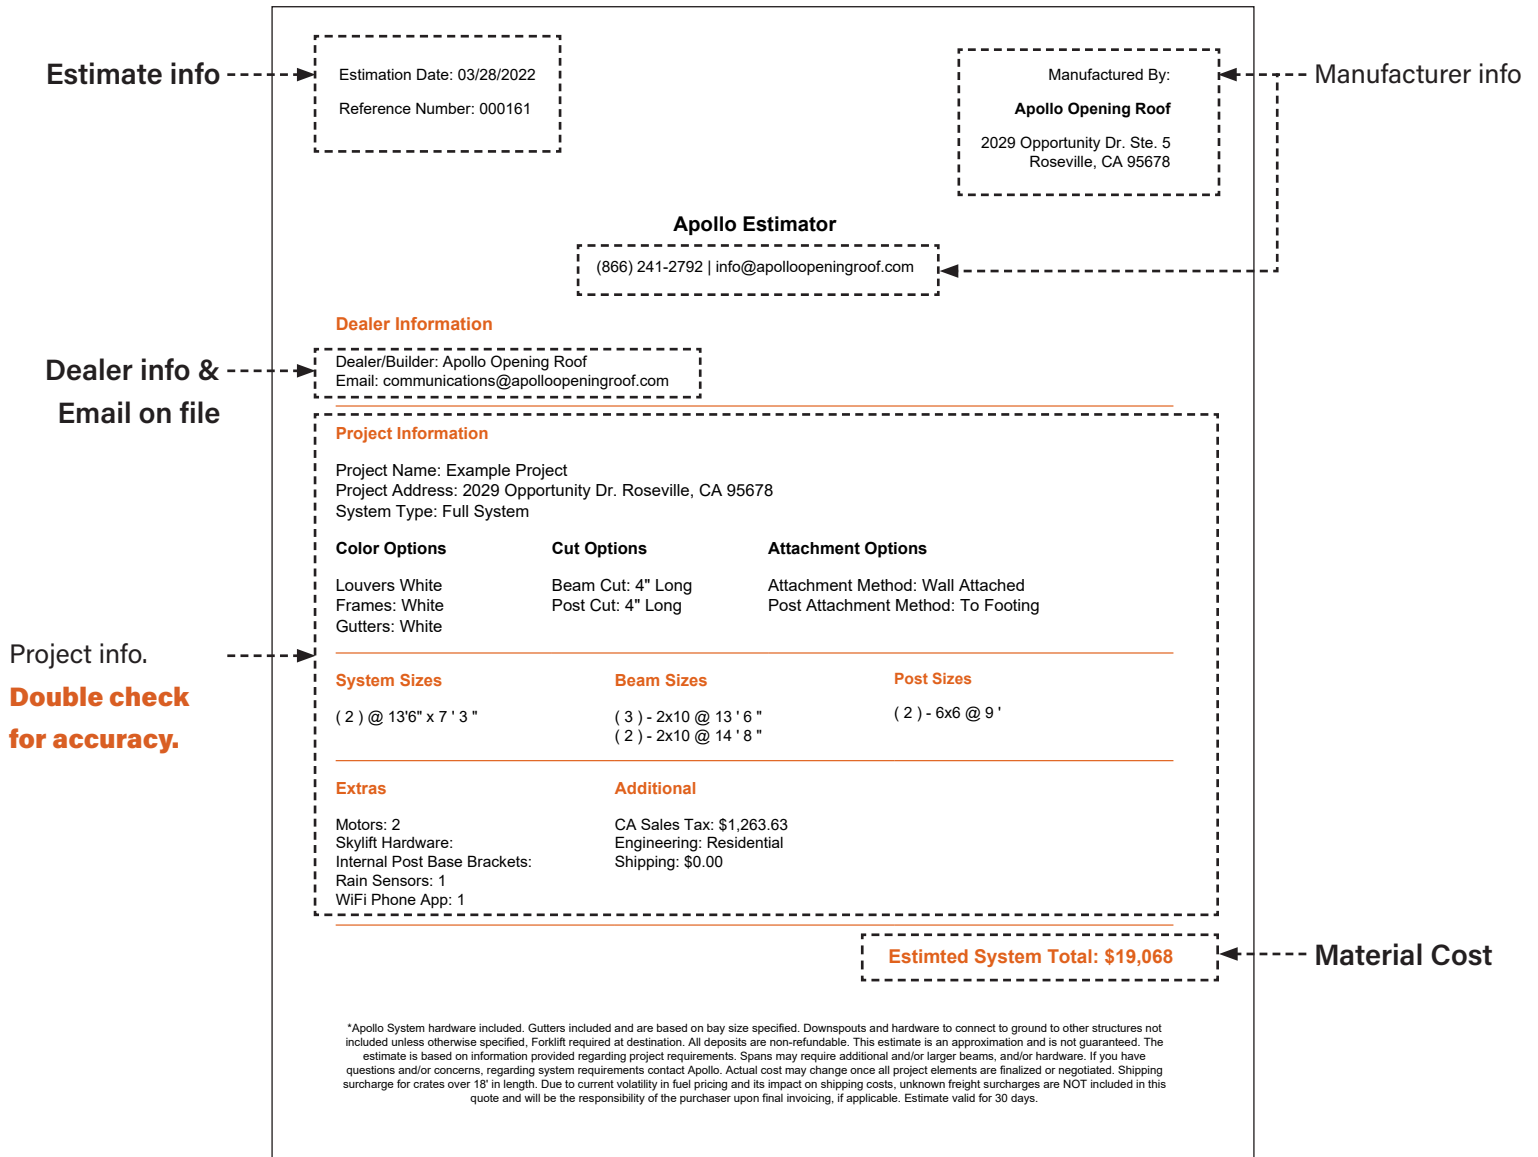 Estimate info
Estimation Date: 03/28/2022
Reference Number: 000161
Manufactured By:
Apollo Opening Roof
2029 Opportunity Dr. Ste. 5
Roseville, CA 95678
Manufacturer info
Apollo Estimator
(866) 241-2792 | info@apolloopeningroof.com
Dealer Information
Dealer info &
Email on file
Dealer/Builder: Apollo Opening Roof
Email: communications@apolloopeningroof.com
Project Information
Project Name: Example Project
Project Address: 2029 Opportunity Dr. Roseville, CA 95678
System Type: Full System
Color Options
Louvers White
Frames: White
Gutters: White
Cut Options
Beam Cut: 4" Long
Post Cut: 4" Long
Attachment Options
Attachment Method: Wall Attached
Post Attachment Method: To Footing
Project info.
Double check
for accuracy.
System Sizes
( 2 ) @ 13'6" x 7 ' 3 "
Beam Sizes
( 3 ) - 2x10 @ 13 ' 6 "
( 2 ) - 2x10 @ 14 ' 8 "
Post Sizes
( 2 ) - 6x6 @ 9 '
Extras
Motors: 2
Skylift Hardware:
Internal Post Base Brackets:
Rain Sensors: 1
WiFi Phone App: 1
Additional
CA Sales Tax: $1,263.63
Engineering: Residential
Shipping: $0.00
Estimted System Total: $19,068
Material Cost
*Apollo System hardware included. Gutters included and are based on bay size specified. Downspouts and hardware to connect to ground to other structures not
included unless otherwise specified, Forklift required at destination. All deposits are non-refundable. This estimate is an approximation and is not guaranteed. The
estimate is based on information provided regarding project requirements. Spans may require additional and/or larger beams, and/or hardware. If you have
questions and/or concerns, regarding system requirements contact Apollo. Actual cost may change once all project elements are finalized or negotiated. Shipping
surcharge for crates over 18' in length. Due to current volatility in fuel pricing and its impact on shipping costs, unknown freight surcharges are NOT included in this
quote and will be the responsibility of the purchaser upon final invoicing, if applicable. Estimate valid for 30 days.